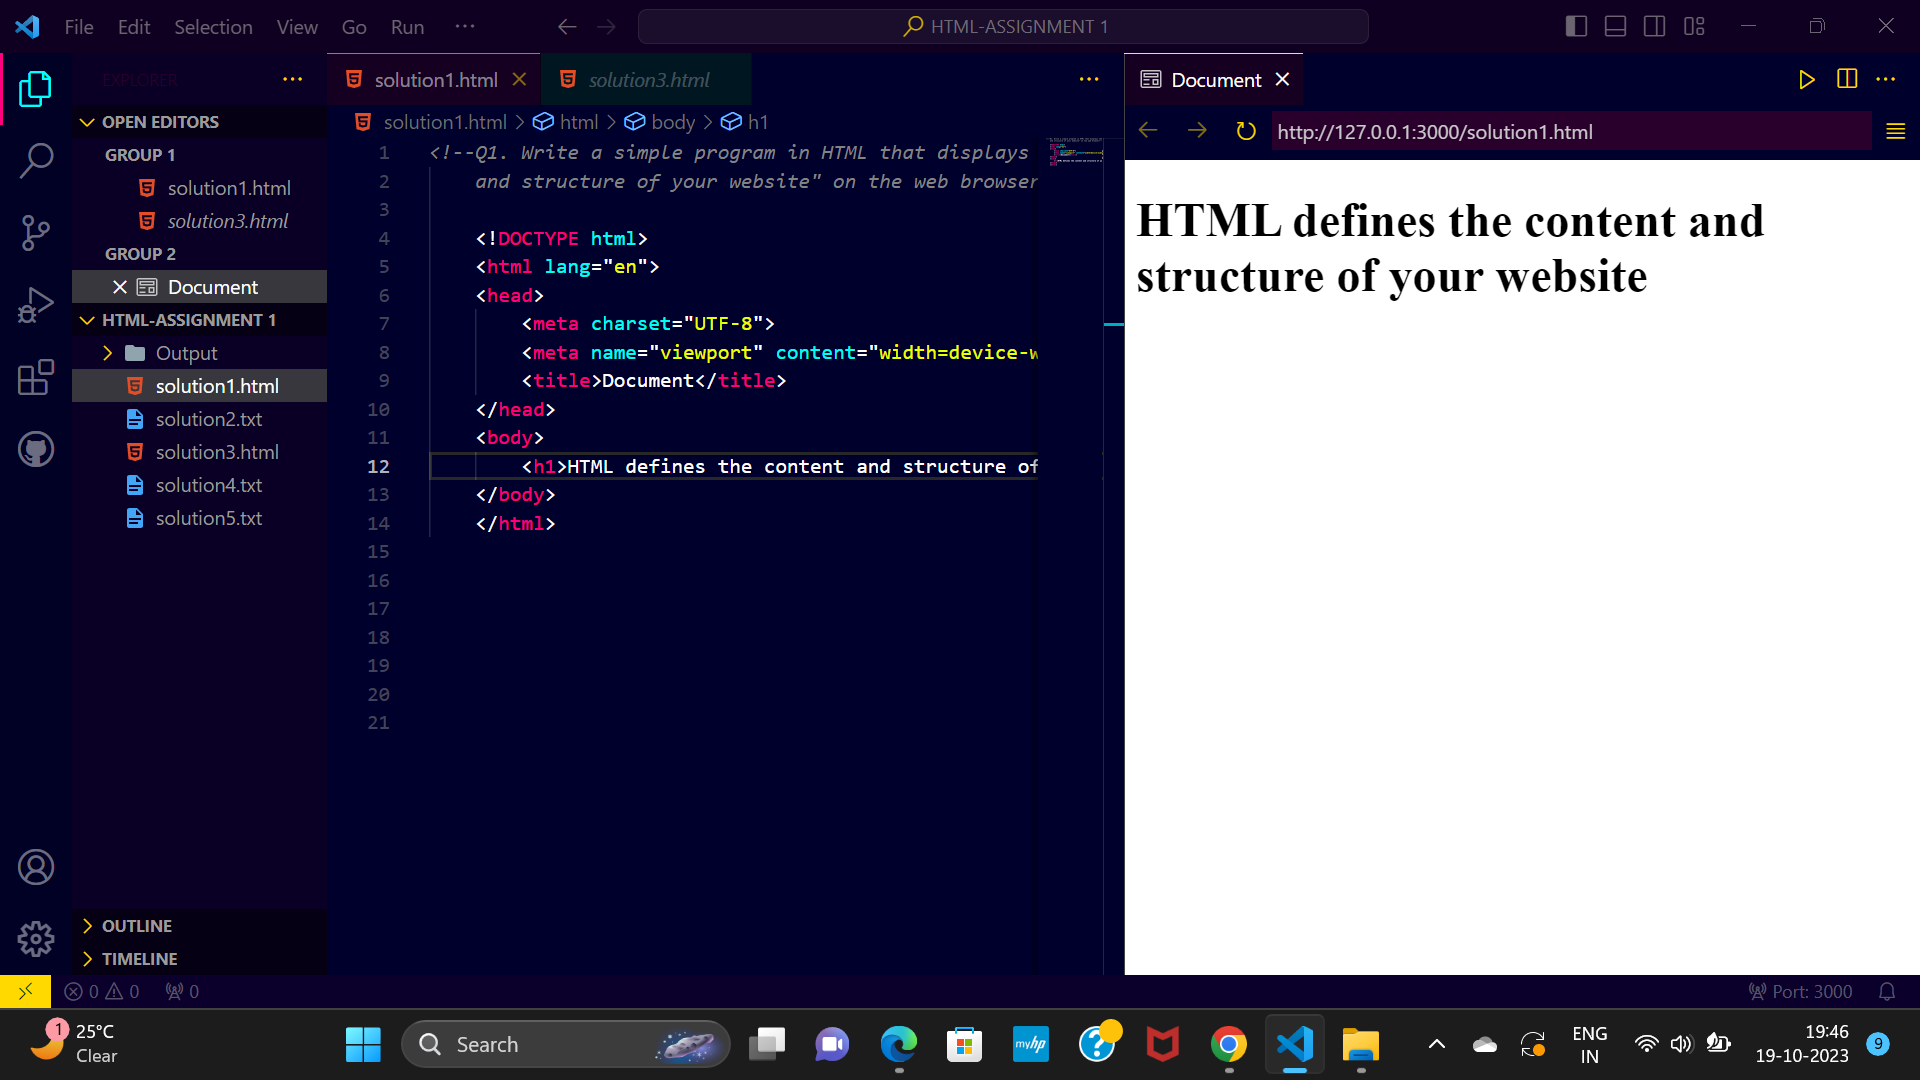 File Edit Selection View Go Run ···
HTML-ASSIGNMENT 1
EXPLORER
OPEN EDITORS
GROUP 1
solution1.html
solution3.html
GROUP 2
Document
HTML-ASSIGNMENT 1
Output
solution1.html
solution2.txt
solution3.html
solution4.txt
solution5.txt
OUTLINE
TIMELINE
solution1.html
solution3.html
solution1.html > html > body > h1
1 <!--Q1. Write a simple program in HTML that displays
2 and structure of your website" on the web browser
3
4 <!DOCTYPE html>
5 <html lang="en">
6 <head>
7 <meta charset="UTF-8">
8 <meta name="viewport" content="width=device-w
9 <title>Document</title>
10 </head>
11 <body>
12 <h1>HTML defines the content and structure of
13 </body>
14 </html>
15
16
17
18
19
20
21
Document
http://127.0.0.1:3000/solution1.html
HTML defines the content and
structure of your website
0 0 0
Port: 3000
1
25°C
Clear
Search
myhp
ENG
IN
19:46
19-10-2023
9